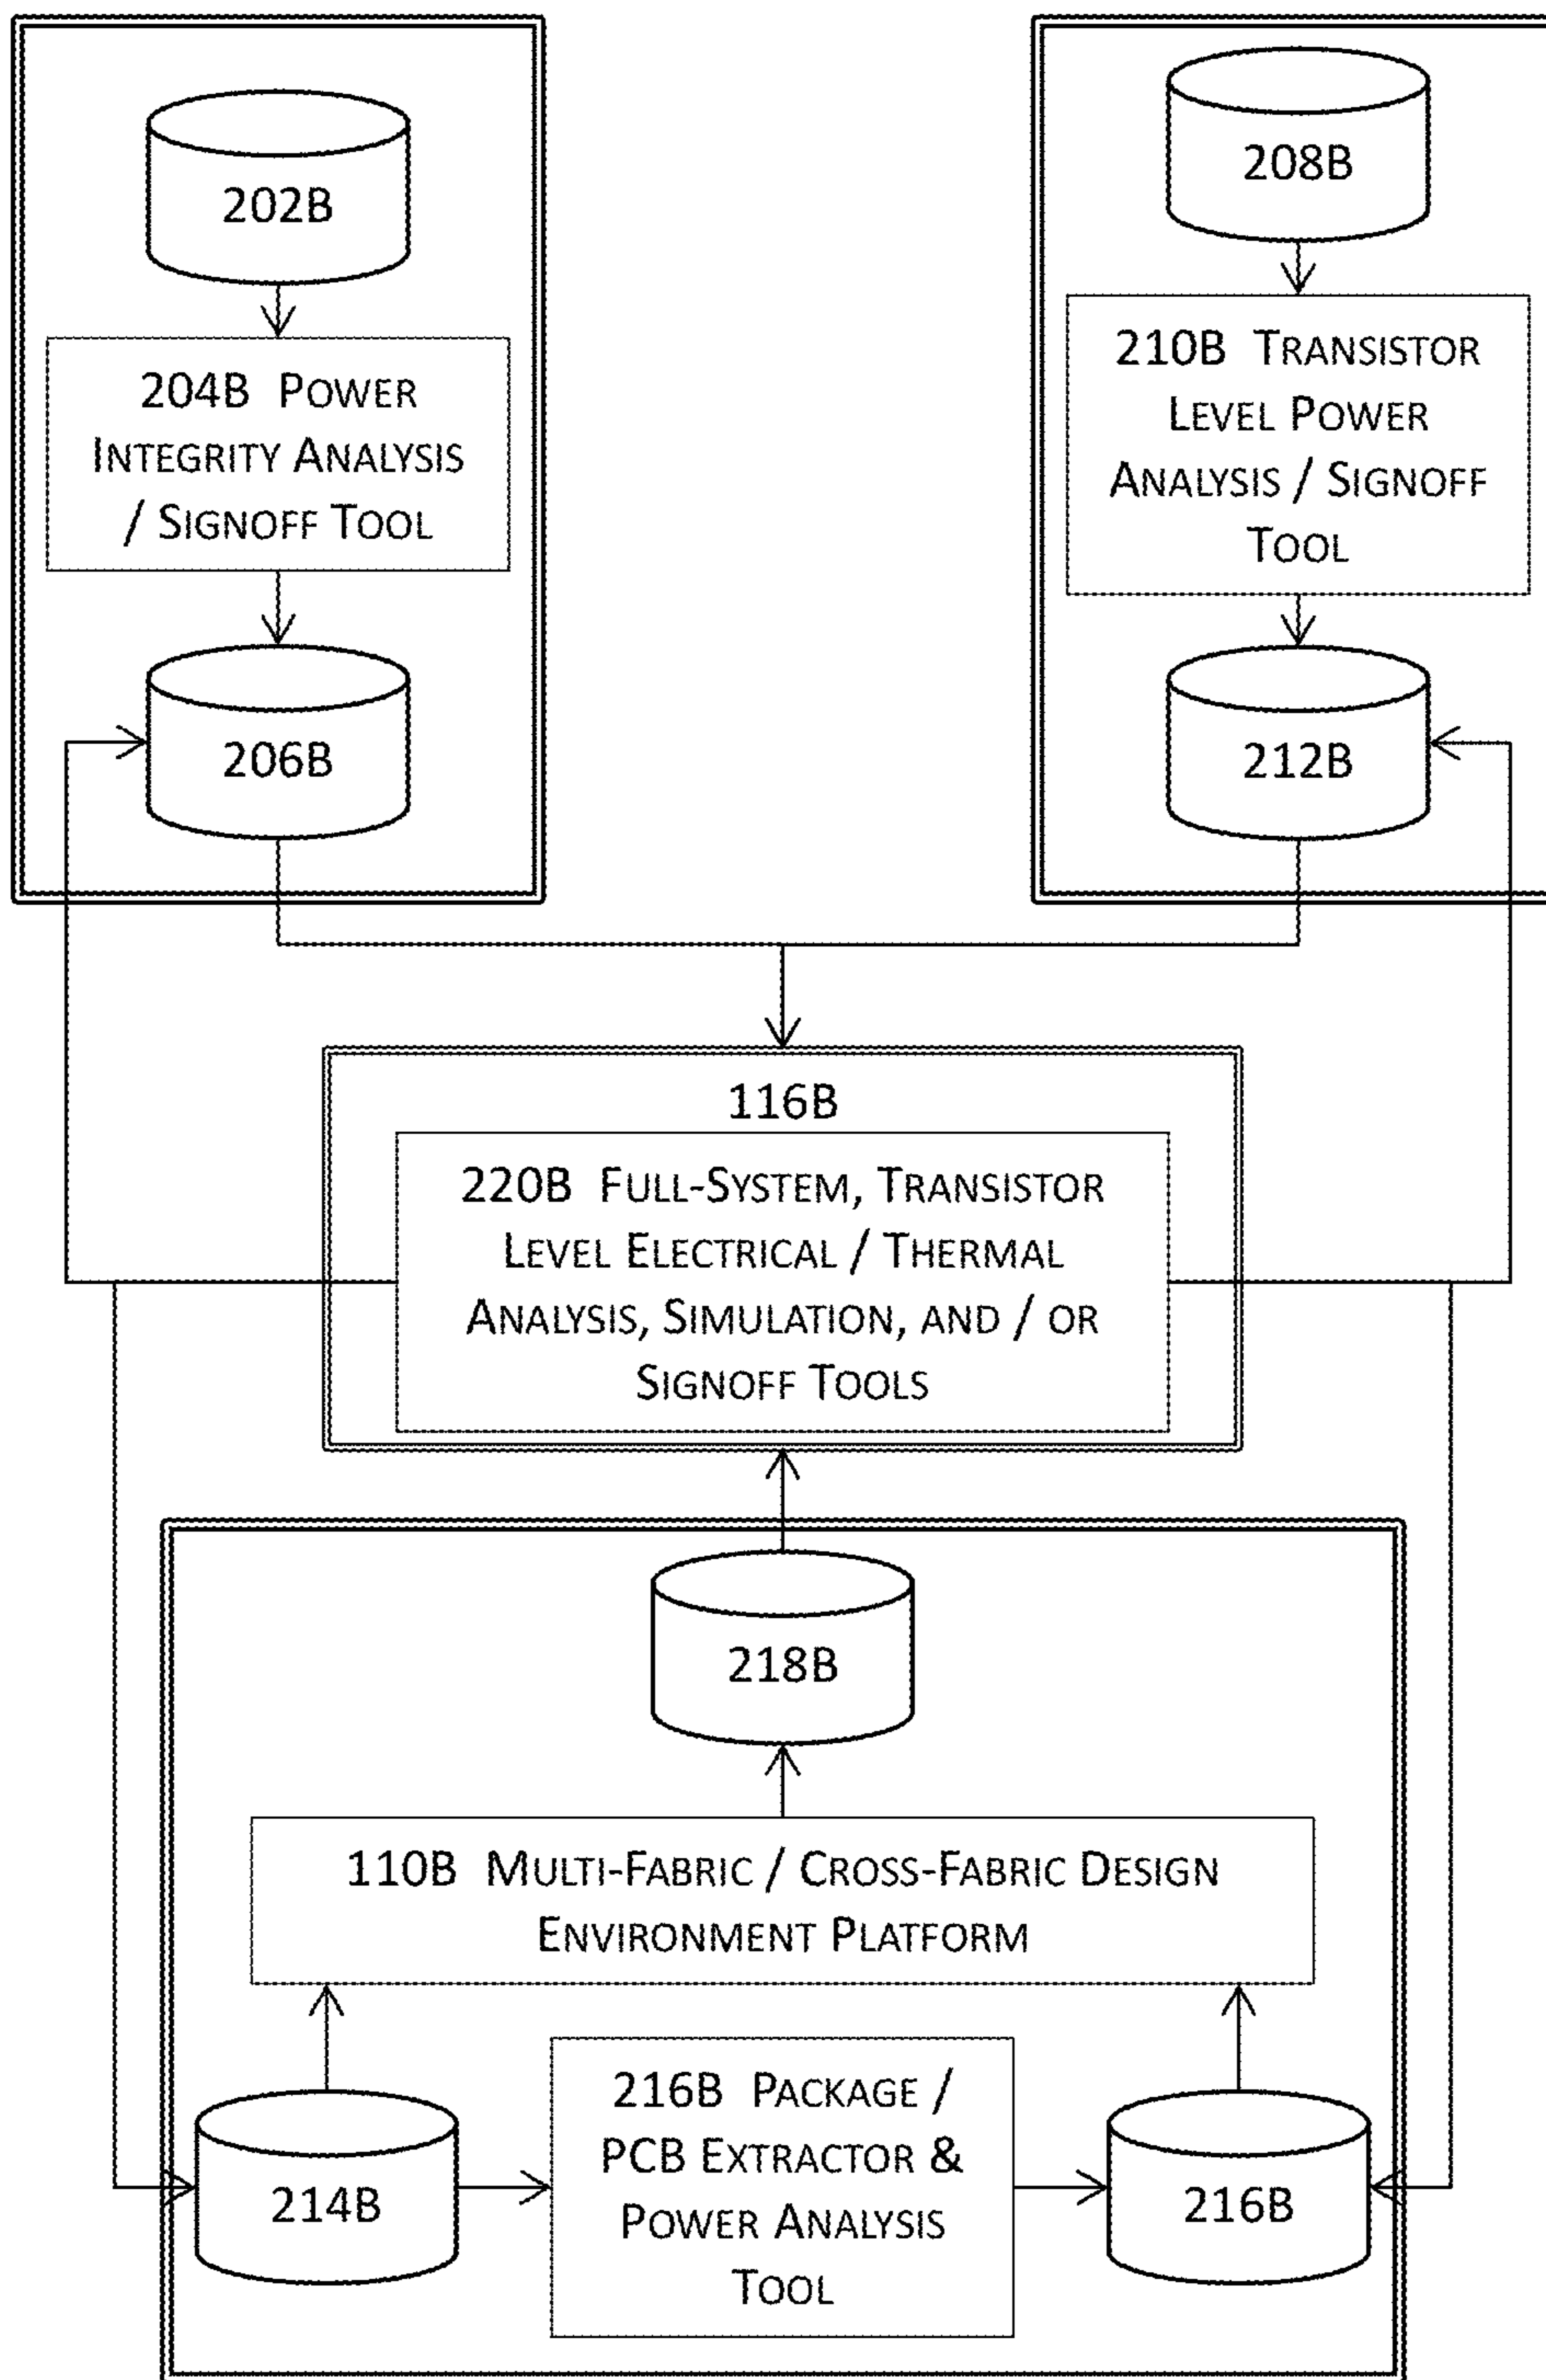 202B
204B POWER
INTEGRITY ANALYSIS
/ SIGNOFF TOOL
206B
208B
210B TRANSISTOR
LEVEL POWER
ANALYSIS / SIGNOFF
TOOL
212B
116B
220B FULL-SYSTEM, TRANSISTOR
LEVEL ELECTRICAL / THERMAL
ANALYSIS, SIMULATION, AND / OR
SIGNOFF TOOLS
218B
110B MULTI-FABRIC / CROSS-FABRIC DESIGN
ENVIRONMENT PLATFORM
214B
216B PACKAGE /
PCB EXTRACTOR &
POWER ANALYSIS
TOOL
216B